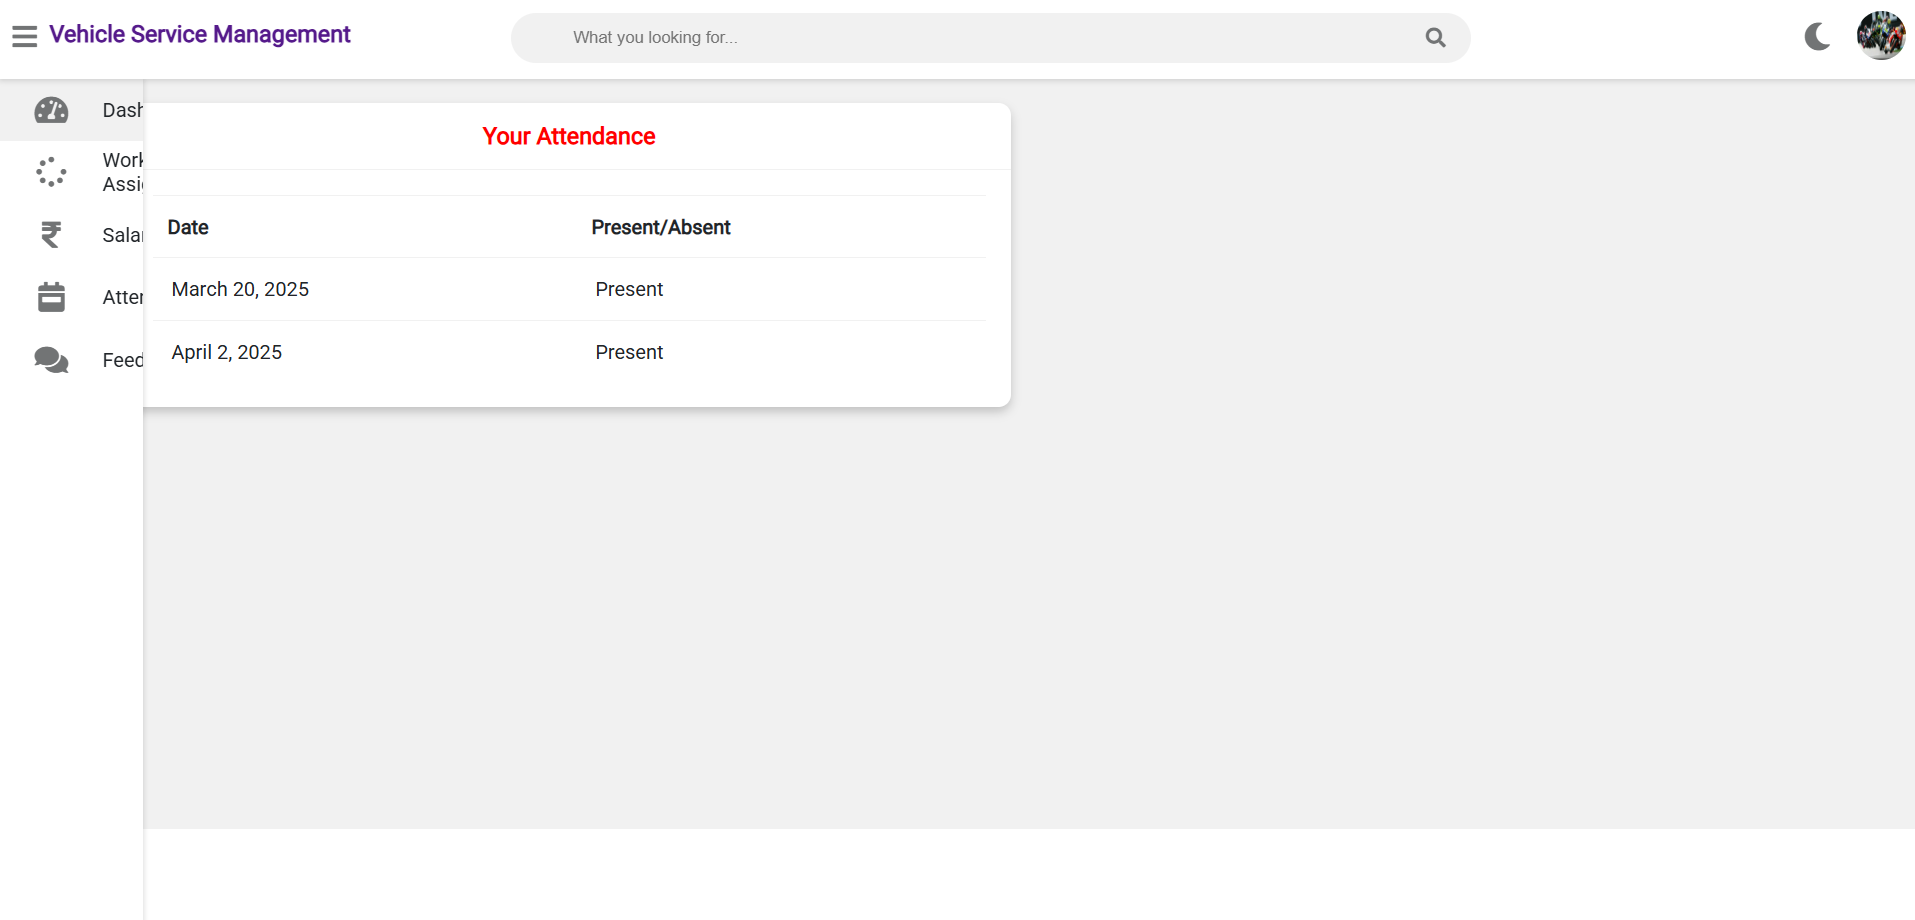 Vehicle Service Management
What you looking for...
Dash
Work
Assi
Salar
Atten
Feed
Your Attendance
Date Present/Absent
March 20, 2025 Present
April 2, 2025 Present